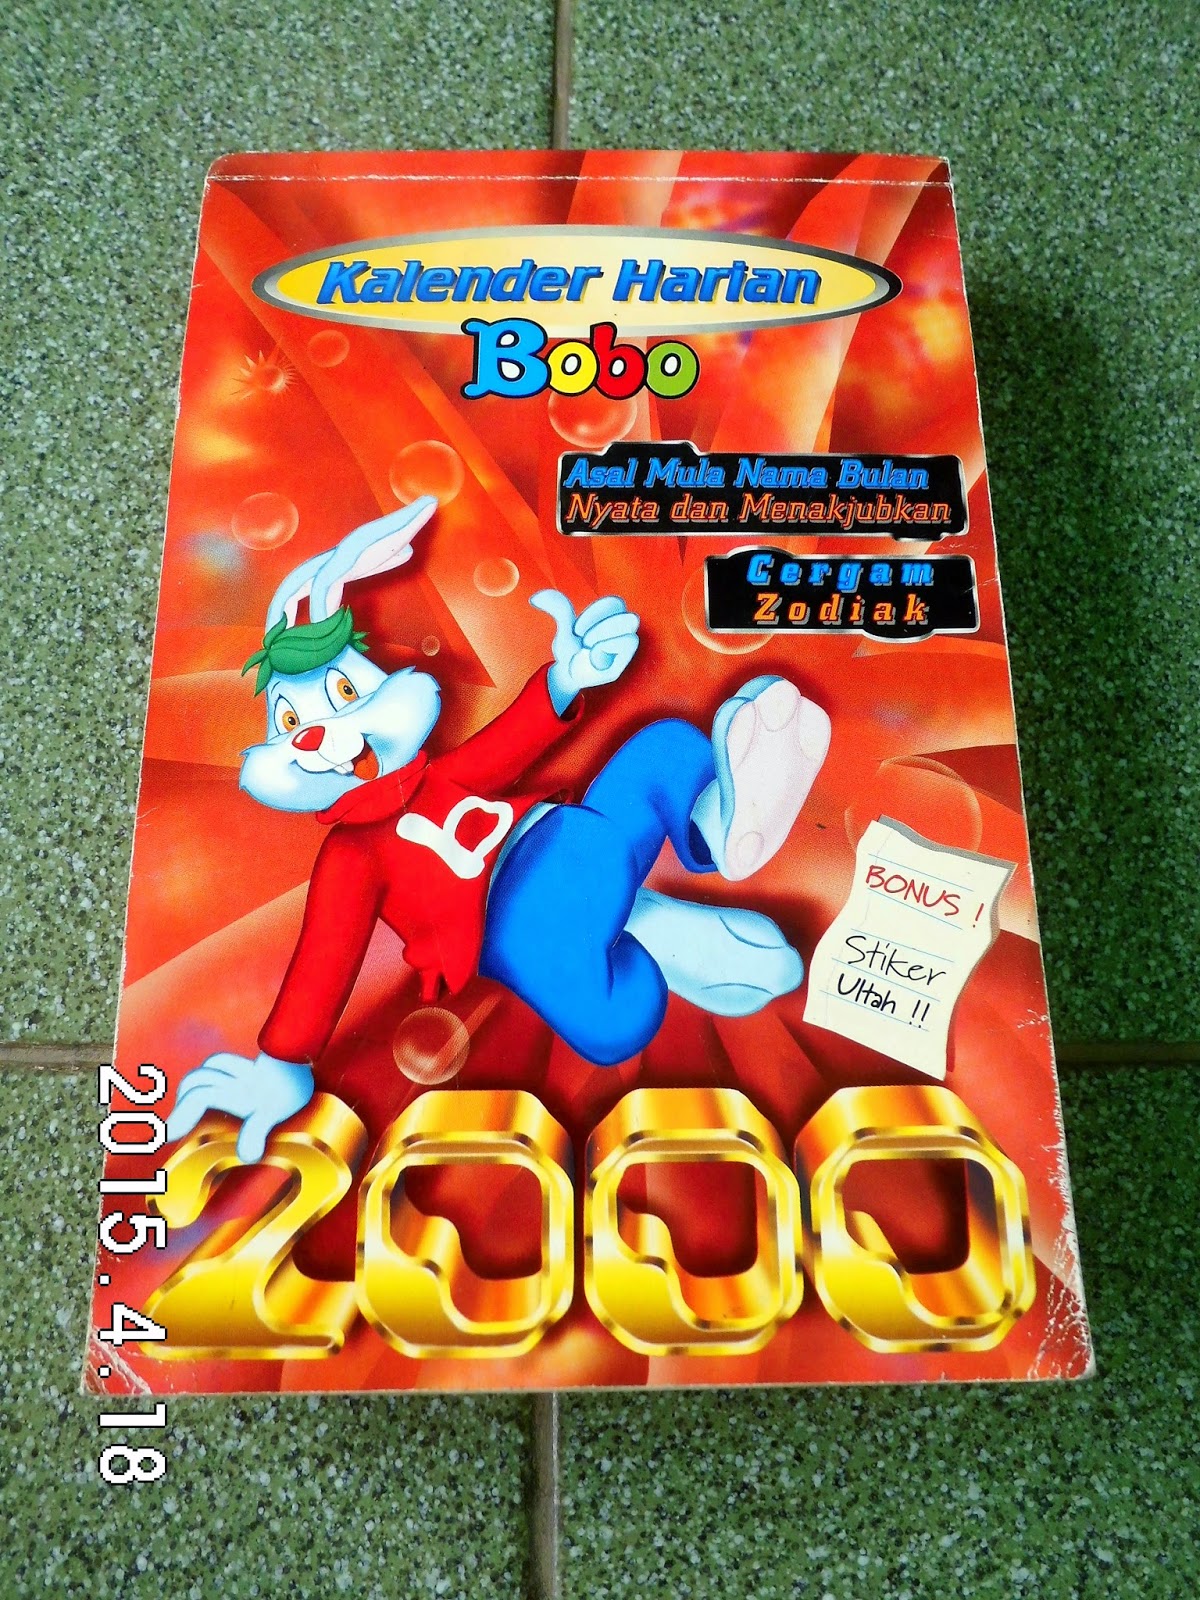 Kalender Harian
Bobo
Asal Mula Nama Bulan
Nyata dan Menakjubkan
Cergam
Zodiak
b
BONUS !
Stiker
Ultah !!
2000
2015.4.18